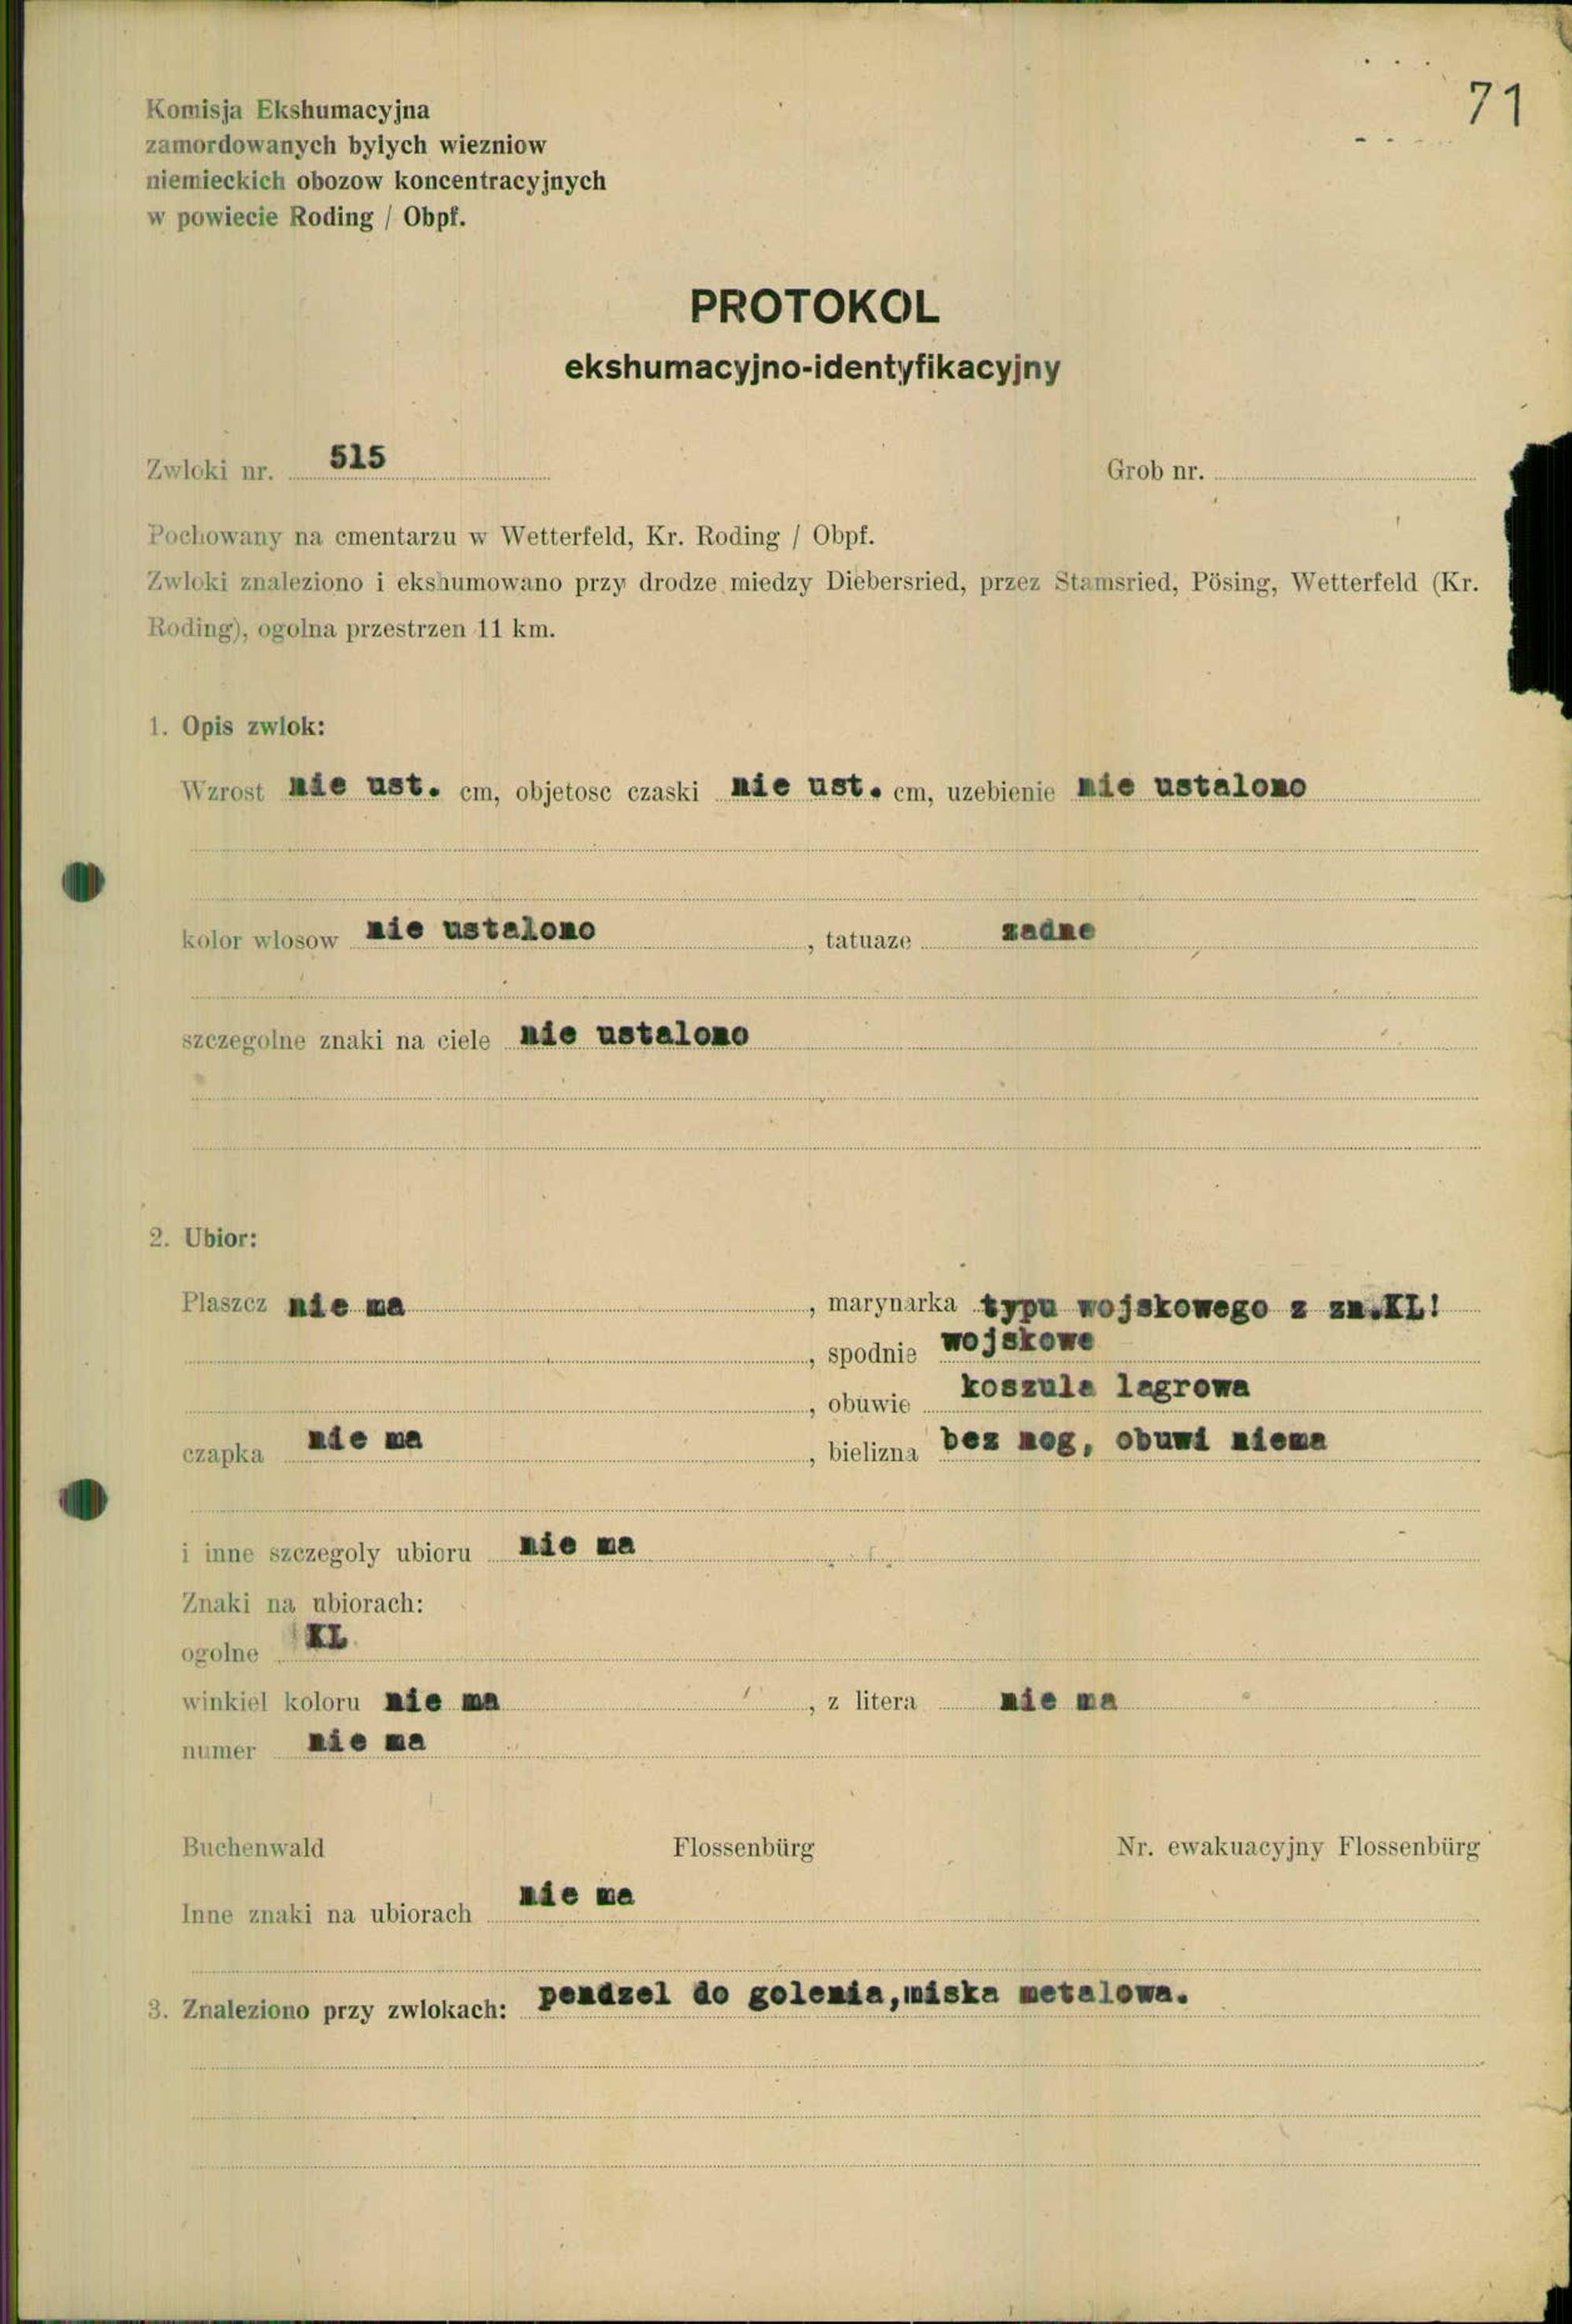 71
Komisja Ekshumacyjna
zamordowanych bylych wiezniow
niemieckich obozow koncentracyjnych
w powiecie Roding / Obpf.
PROTOKOL
ekshumacyjno-identyfikacyjny
Zwloki nr. 515 Grob nr.
Pochowany na cmentarzu w Wetterfeld, Kr. Roding / Obpf.
Zwloki znaleziono i ekshumowano przy drodze miedzy Diebersried, przez Stamsried, Pösing, Wetterfeld (Kr.
Roding), ogolna przestrzen 11 km.
1. Opis zwlok:
Wzrost nie ust. cm, objetosc czaski nie ust. cm, uzebienie nie ustalono
kolor wlosow nie ustalono, tatuaze zadne
szczegolne znaki na ciele nie ustalono
2. Ubior:
Plaszcz nie ma, marynarka typu wojskowego z zn.KL!
, spodnie wojskowe
, obuwie koszula lagrowa
czapka nie ma, bielizna bez nog, obuwi niema
i inne szczegoly ubioru nie ma
Znaki na ubiorach:
ogolne KL
winkiel koloru nie ma, z litera nie ma
numer nie ma
Buchenwald Flossenbürg Nr. ewakuacyjny Flossenbürg
Inne znaki na ubiorach nie ma
3. Znaleziono przy zwlokach: pendzel do golenia,miska metalowa.